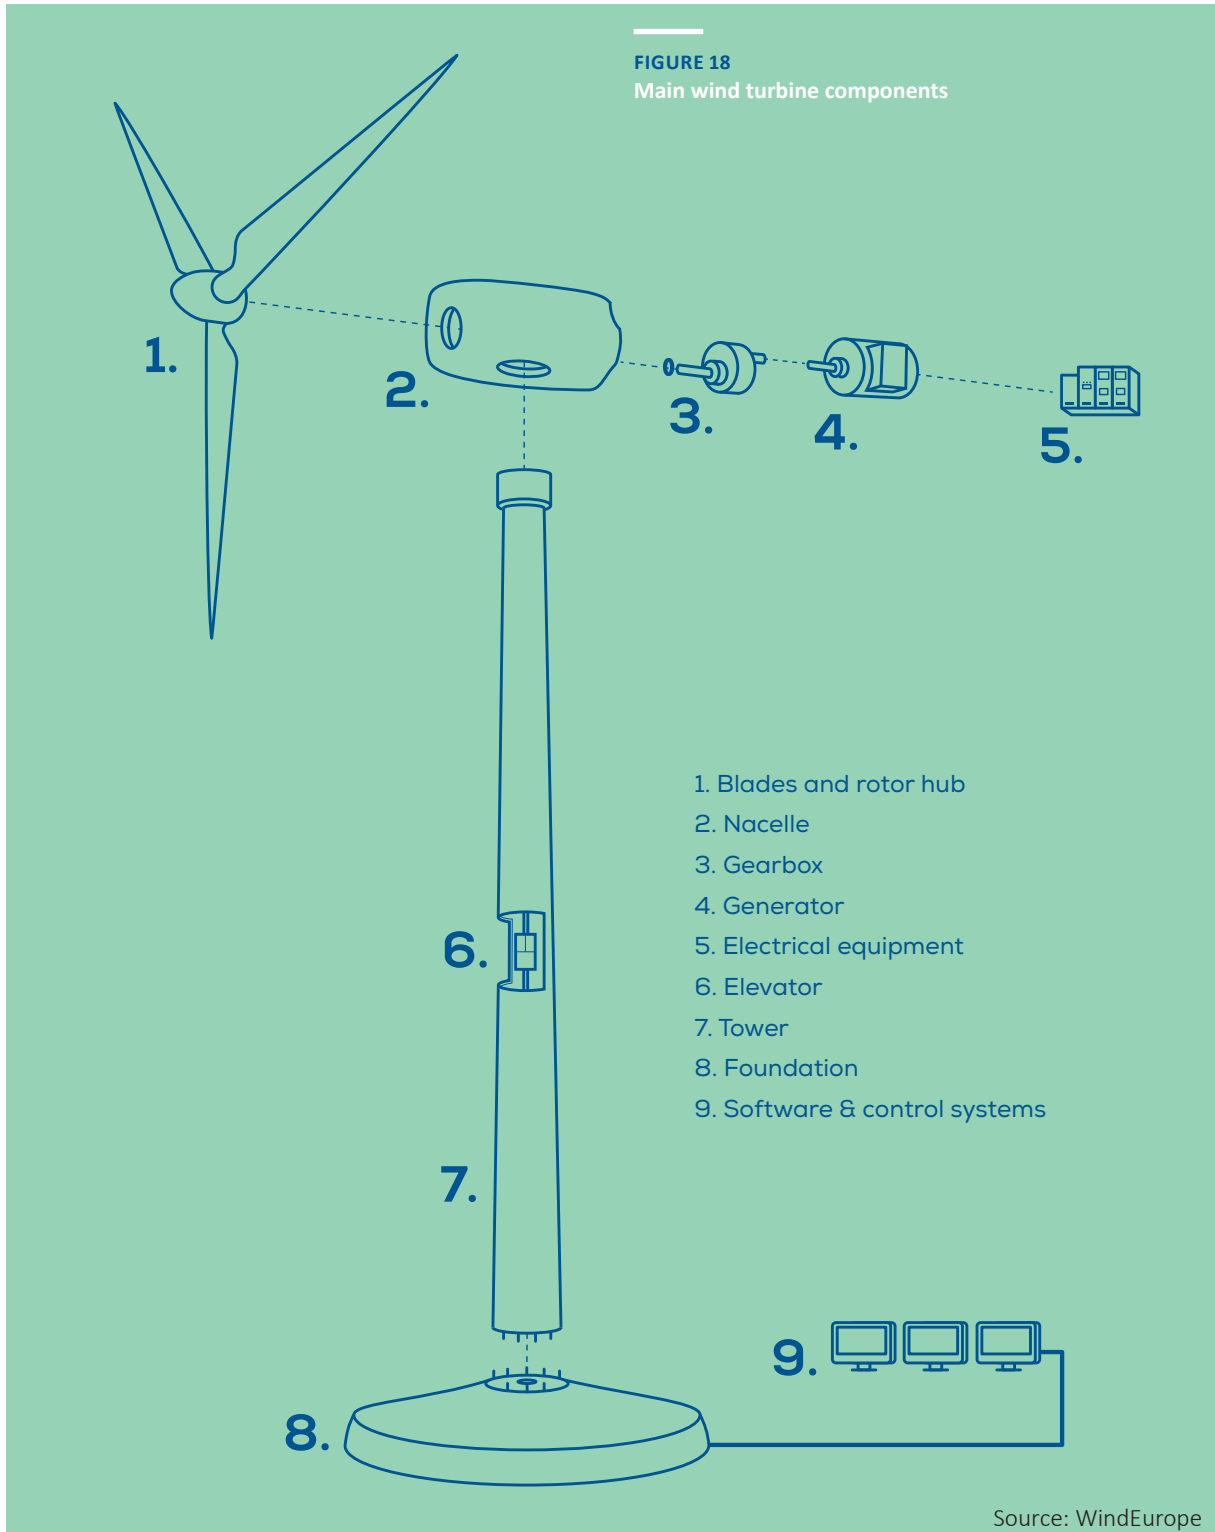 FIGURE 18
Main wind turbine components
1.
2.
3.
4.
5.
1. Blades and rotor hub
2. Nacelle
3. Gearbox
4. Generator
5. Electrical equipment
6. Elevator
7. Tower
8. Foundation
9. Software & control systems
6.
7.
9.
8.
Source: WindEurope